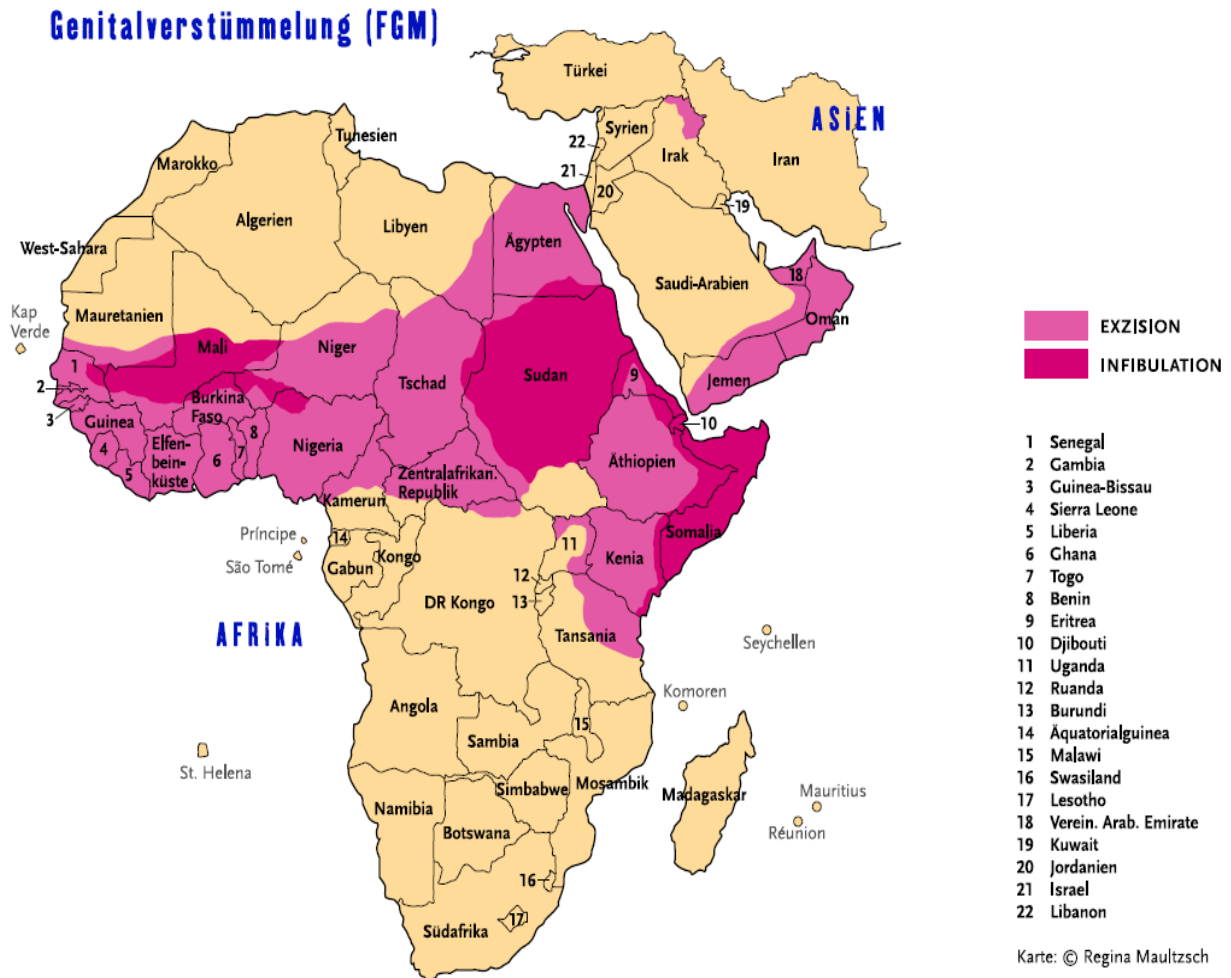 Genitalverstümmelung (FGM)
Türkei
ASiEN
Tunesien
Syrien
Marokko
22
Irak
Iran
21
20
19
Algerien
Libyen
West-Sahara
Ägypten
18
Saudi-Arabien
Kap
Verde
Mauretanien
Oman
EXZISION
Mali
Niger
INFIBULATION
1
Tschad
Sudan
9
Jemen
2
Burkina
Faso
3
Guinea
10
Elfen-
bein-
küste
8
Nigeria
4
6
7
5
Äthiopien
Zentralafrikan.
Republik
Kamerun
Somalia
Príncipe
14
Kongo
11
Kenia
São Tomé
Gabun
12
DR Kongo
13
AFRiKA
Tansania
Seychellen
Komoren
Angola
15
Sambia
St. Helena
Mosambik
Simbabwe
Madagaskar
Mauritius
Namibia
Réunion
Botswana
16
17
Südafrika
1 Senegal
2 Gambia
3 Guinea-Bissau
4 Sierra Leone
5 Liberia
6 Ghana
7 Togo
8 Benin
9 Eritrea
10 Djibouti
11 Uganda
12 Ruanda
13 Burundi
14 Äquatorialguinea
15 Malawi
16 Swasiland
17 Lesotho
18 Verein. Arab. Emirate
19 Kuwait
20 Jordanien
21 Israel
22 Libanon
Karte: © Regina Maultzsch